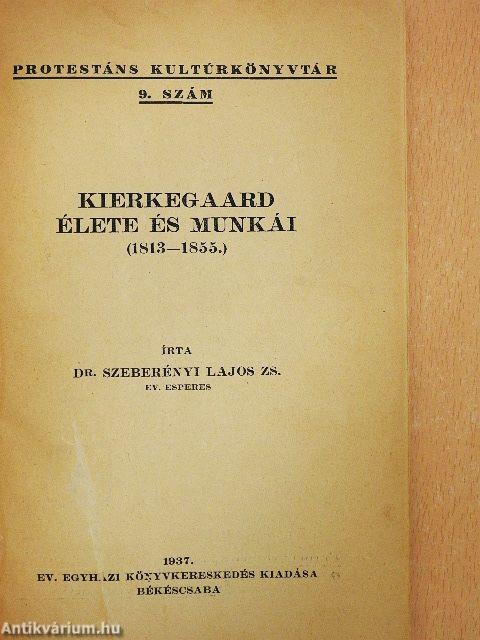 PROTESTÁNS KULTÚRKÖNYVTÁR
9. SZÁM
KIERKEGAARD
ÉLETE ÉS MUNKÁI
(1813—1855.)
ÍRTA
DR. SZEBERÉNYI LAJOS ZS.
EV. ESPERES
1937.
EV. EGYHÁZI KÖNYVKERESKEDÉS KIADÁSA
BÉKÉSCSABA
Antikvárium.hu